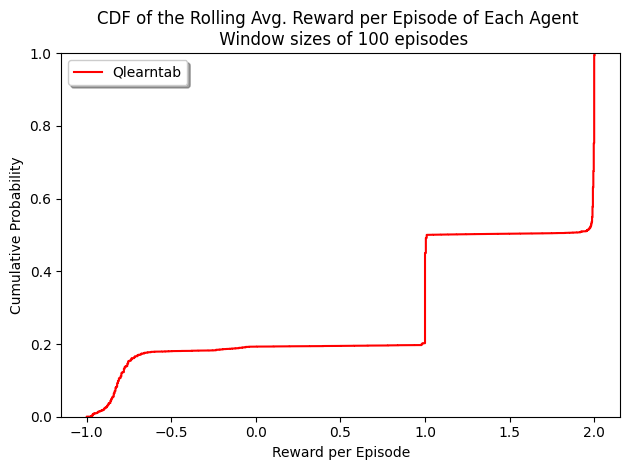 CDF of the Rolling Avg. Reward per Episode of Each Agent
Window sizes of 100 episodes
Qlearntab
Cumulative Probability
1.0
0.8
0.6
0.4
0.2
0.0
−1.0 −0.5 0.0 0.5 1.0 1.5 2.0
Reward per Episode